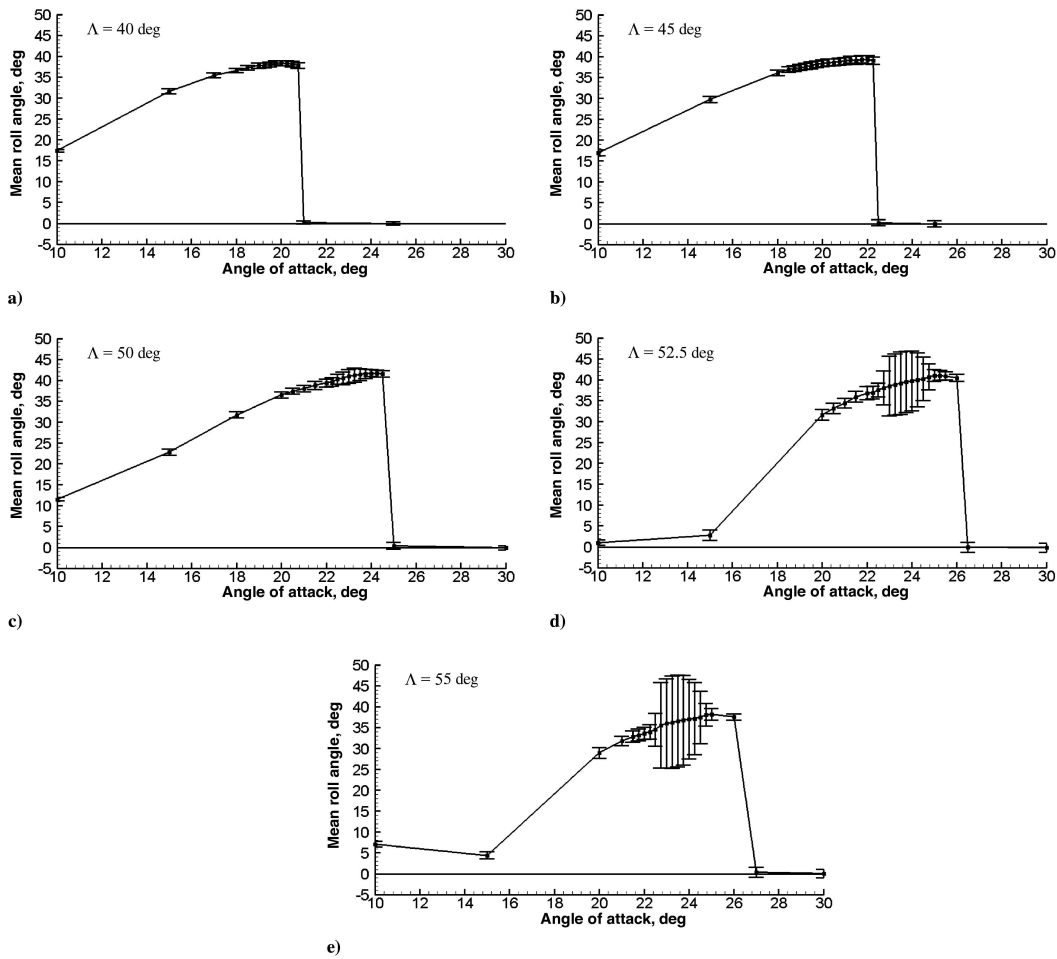 Λ = 40 deg
Mean roll angle, deg
50
45
40
35
30
25
20
15
10
5
0
-5
10 12 14 16 18 20 22 24 26 28 30
Angle of attack, deg
a)
Λ = 45 deg
Mean roll angle, deg
50
45
40
35
30
25
20
15
10
5
0
-5
10 12 14 16 18 20 22 24 26 28 30
Angle of attack, deg
b)
Λ = 50 deg
Mean roll angle, deg
50
45
40
35
30
25
20
15
10
5
0
-5
10 12 14 16 18 20 22 24 26 28 30
Angle of attack, deg
c)
Λ = 52.5 deg
Mean roll angle, deg
50
45
40
35
30
25
20
15
10
5
0
-5
10 12 14 16 18 20 22 24 26 28 30
Angle of attack, deg
d)
Λ = 55 deg
Mean roll angle, deg
50
45
40
35
30
25
20
15
10
5
0
-5
10 12 14 16 18 20 22 24 26 28 30
Angle of attack, deg
e)